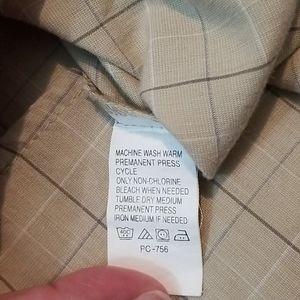 MACHINE WASH WARM
PREMANENT PRESS
CYCLE
ONLY NON-CHLORINE
BLEACH WHEN NEEDED
TUMBLE DRY MEDIUM
PREMANENT PRESS
IRON MEDIUM IF NEEDED
PC-756